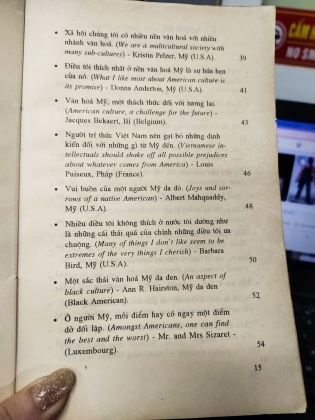 • Xã hội chúng tôi có nhiều nền văn hoá với nhiều
nhánh văn hoá. (We are a multicultural society with
many sub-cultures) - Kristin Pelzer, Mỹ (U.S.A). 39
• Điều tôi thích nhất ở nền văn hoá Mỹ là sự hứa hẹn
của nó. (What I like most about American culture is
its promise) - Donna Anderton, Mỹ (U.S.A). 41
• Văn hoá Mỹ, một thách thức đối với tương lai.
(American culture, a challenge for the future) -
Jacques Bekaert, Bỉ (Belgium). 43
• Người trí thức Việt Nam nên gạt bỏ những định
kiến đối với những gì từ Mỹ đến. (Vietnamese in-
tellectuals should shake off all possible prejudices
about whatever comes from America) - Louis
Puiseux, Pháp (France). 46
• Vui buồn của một người Mỹ da đỏ. (Joys and sor-
rows of a native American) - Albert Mahquaddy,
Mỹ (U.S.A). 48
• Nhiều điều tôi không thích ở nước tôi dường như
là những cái thái quá của chính những điều tôi ưa
chuộng. (Many of things I don't like seem to be
extremes of the very things I cherich) - Barbara
Bird, Mỹ (U.S.A). 50
• Một sắc thái văn hoá Mỹ da đen. (An aspect of
black culture) - Ann R. Hairston, Mỹ da đen
(Black American). 52
• Ở người Mỹ, mỗi điểm hay có ngay một điểm
dở đối lập. (Amongst Americans, one can find
the best and the worst) - Mr. and Mrs Sizaret -
(Luxembourg). 54
15
CẤM
NO SM